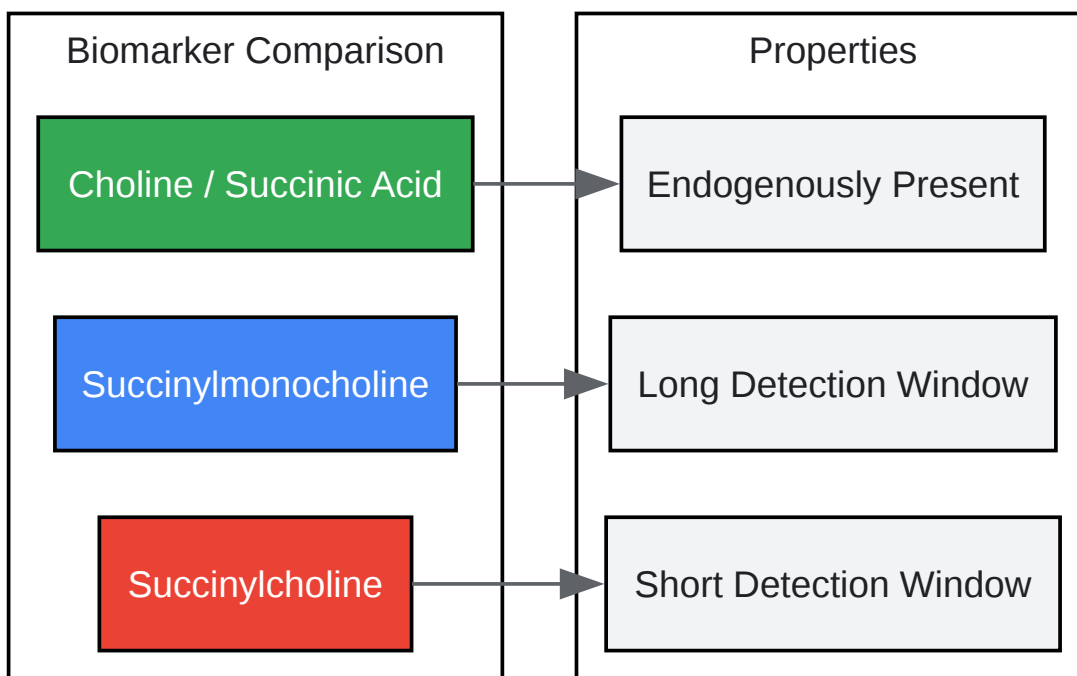 Biomarker Comparison
Properties
Choline / Succinic Acid
Endogenously Present
Succinylmonocholine
Long Detection Window
Succinylcholine
Short Detection Window